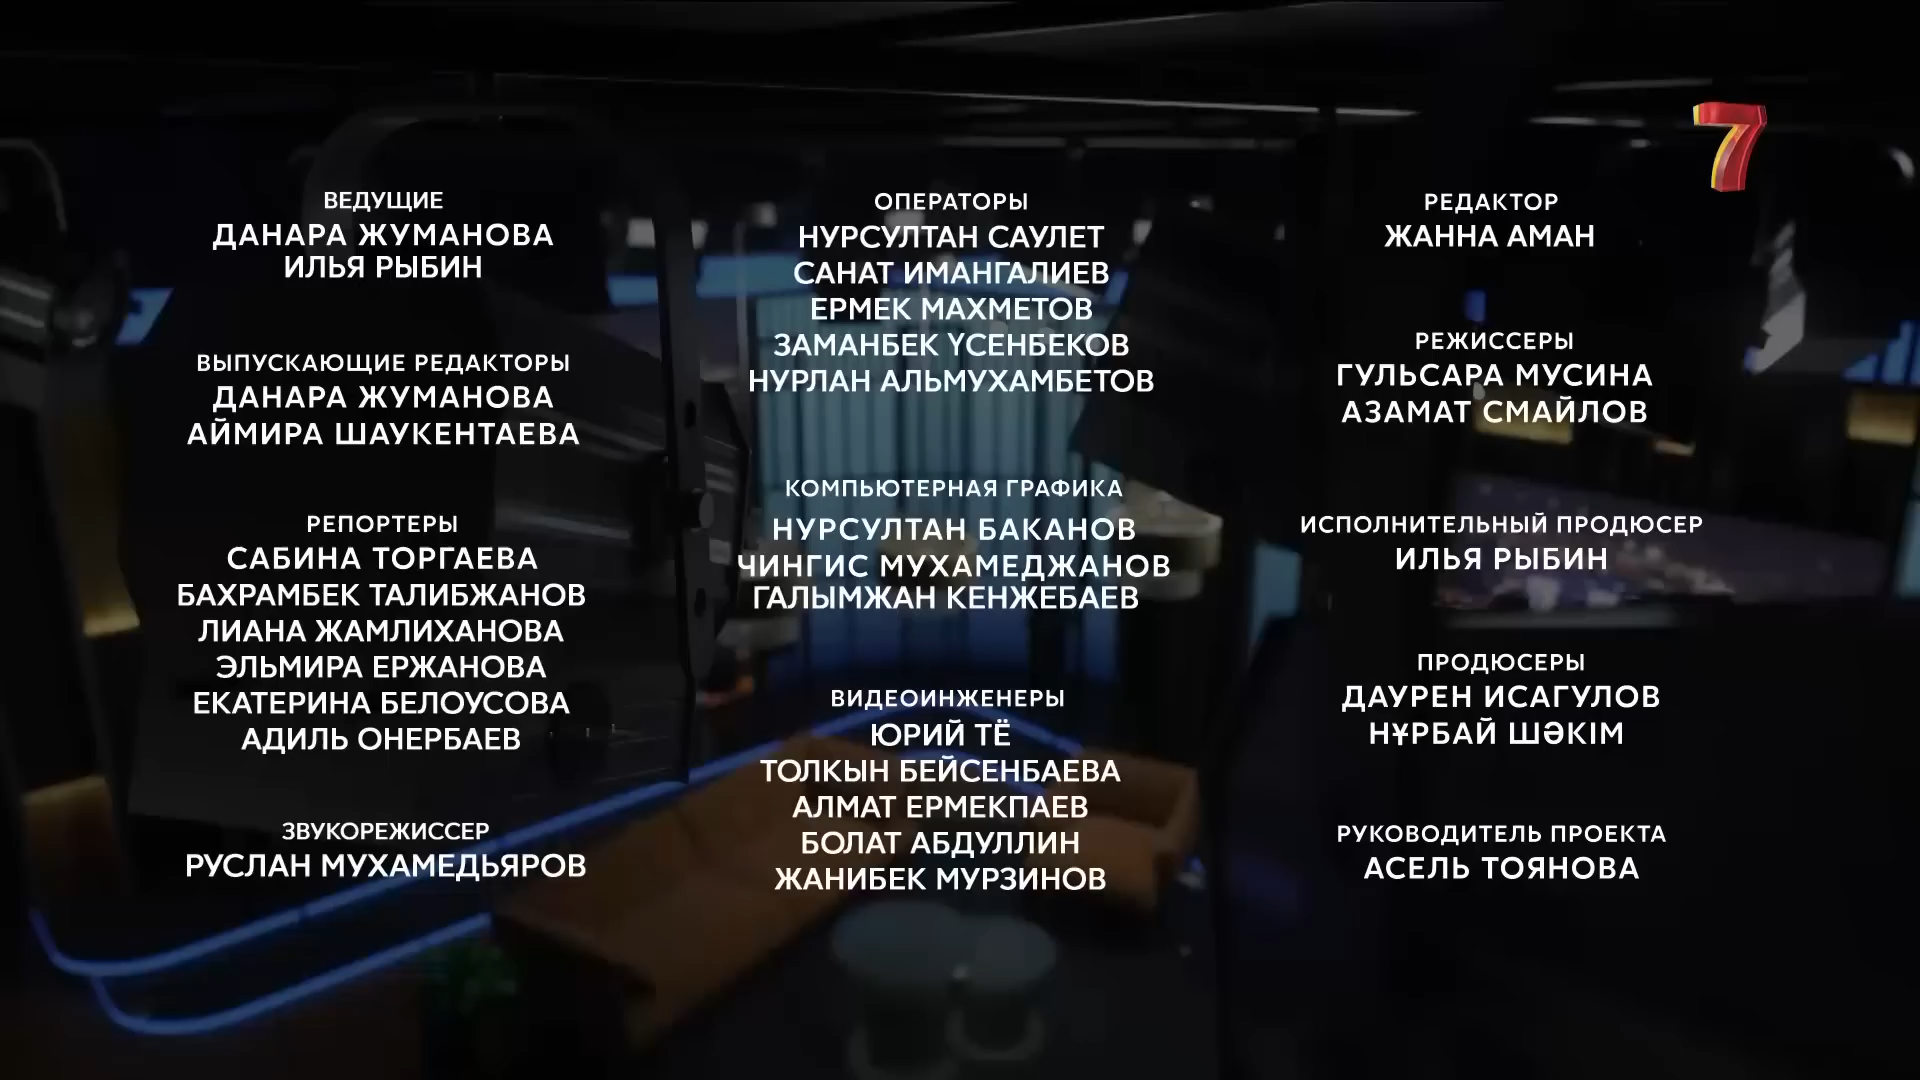 7
ВЕДУЩИЕ
ДАНАРА ЖУМАНОВА
ИЛЬЯ РЫБИН
ВЫПУСКАЮЩИЕ РЕДАКТОРЫ
ДАНАРА ЖУМАНОВА
АЙМИРА ШАУКЕНТАЕВА
РЕПОРТЕРЫ
САБИНА ТОРГАЕВА
БАХРАМБЕК ТАЛИБЖАНОВ
ЛИАНА ЖАМЛИХАНОВА
ЭЛЬМИРА ЕРЖАНОВА
ЕКАТЕРИНА БЕЛОУСОВА
АДИЛЬ ОНЕРБАЕВ
ЗВУКОРЕЖИССЕР
РУСЛАН МУХАМЕДЬЯРОВ
ОПЕРАТОРЫ
НУРСУЛТАН САУЛЕТ
САНАТ ИМАНГАЛИЕВ
ЕРМЕК МАХМЕТОВ
ЗАМАНБЕК ҮСЕНБЕКОВ
НУРЛАН АЛЬМУХАМБЕТОВ
КОМПЬЮТЕРНАЯ ГРАФИКА
НУРСУЛТАН БАКАНОВ
ЧИНГИС МУХАМЕДЖАНОВ
ГАЛЫМЖАН КЕНЖЕБАЕВ
ВИДЕОИНЖЕНЕРЫ
ЮРИЙ ТЁ
ТОЛКЫН БЕЙСЕНБАЕВА
АЛМАТ ЕРМЕКПАЕВ
БОЛАТ АБДУЛЛИН
ЖАНИБЕК МУРЗИНОВ
РЕДАКТОР
ЖАННА АМАН
РЕЖИССЕРЫ
ГУЛЬСАРА МУСИНА
АЗАМАТ СМАЙЛОВ
ИСПОЛНИТЕЛЬНЫЙ ПРОДЮСЕР
ИЛЬЯ РЫБИН
ПРОДЮСЕРЫ
ДАУРЕН ИСАГУЛОВ
НҰРБАЙ ШӘКІМ
РУКОВОДИТЕЛЬ ПРОЕКТА
АСЕЛЬ ТОЯНОВА